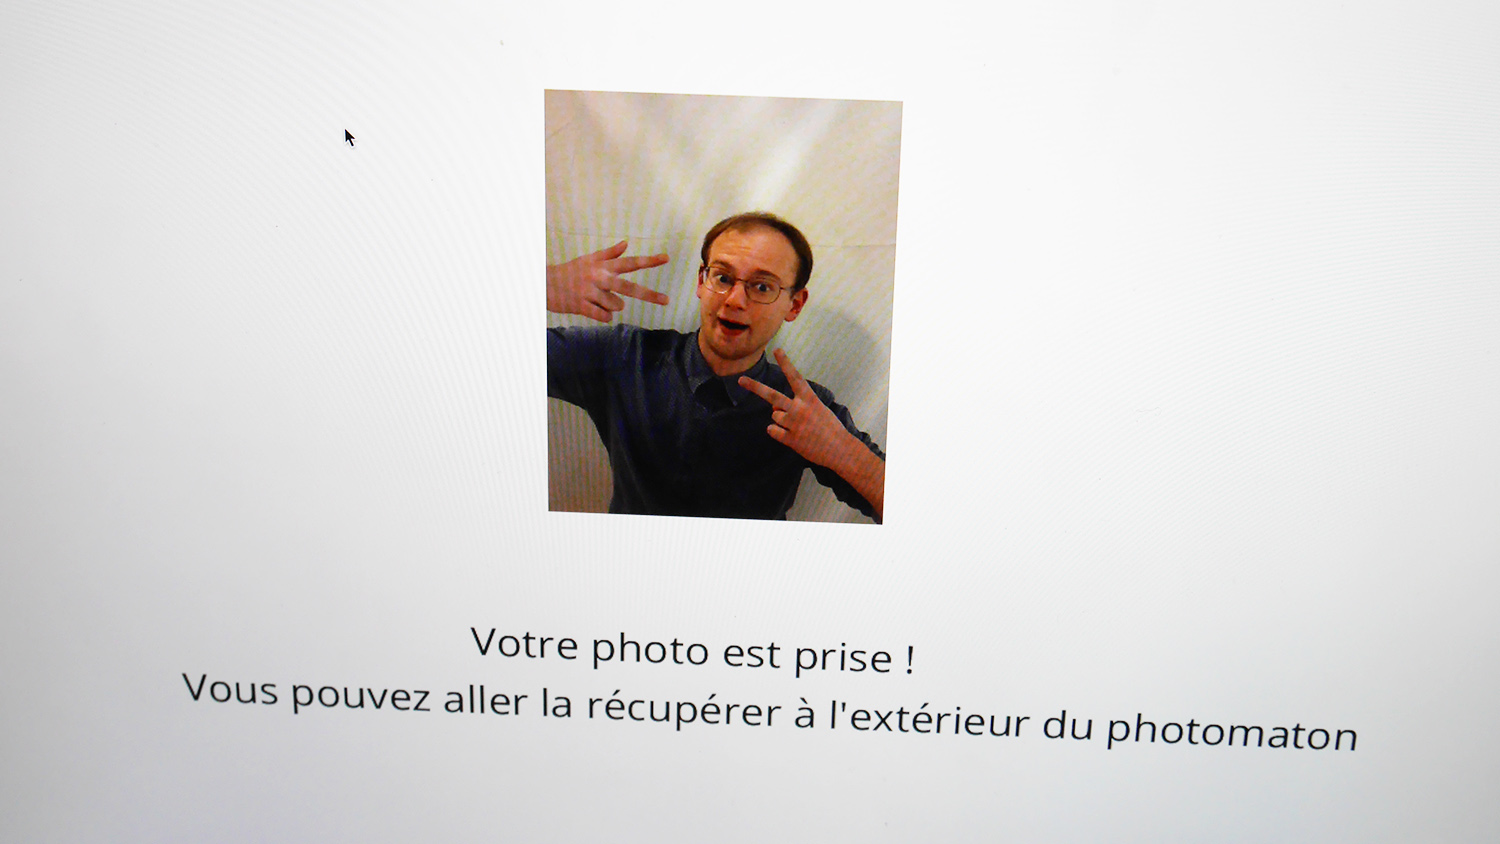 Votre photo est prise !
Vous pouvez aller la récupérer à l'extérieur du photomaton